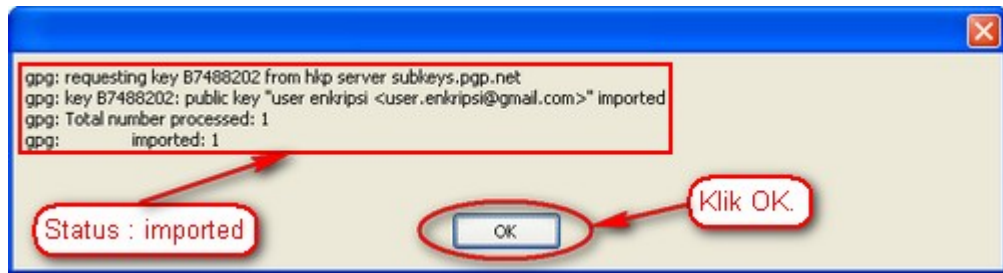 gpg: requesting key B7488202 from hkp server subkeys.pgp.net
gpg: key B7488202: public key "user enkripsi <user.enkripsi@gmail.com>" imported
gpg: Total number processed: 1
gpg:               imported: 1
Klik OK.
Status : imported
OK